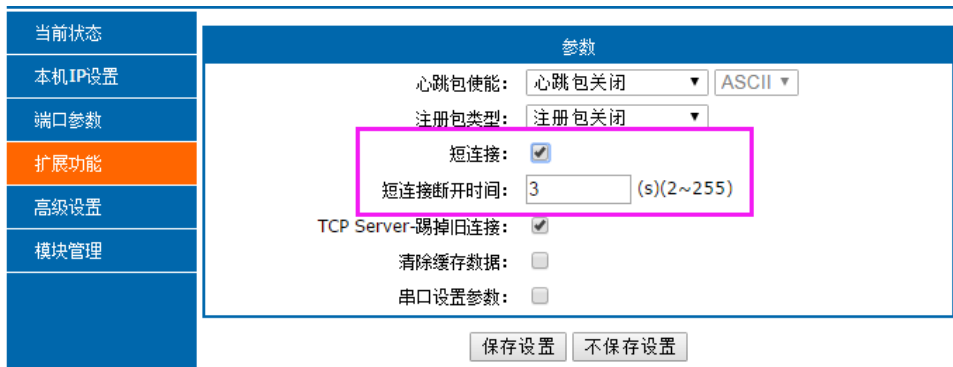 当前状态
本机IP设置
端口参数
扩展功能
高级设置
模块管理
参数
心跳包使能： 心跳包关闭 ASCII
注册包类型： 注册包关闭
短连接：
短连接断开时间： 3 (s)(2~255)
TCP Server-踢掉旧连接：
清除缓存数据：
串口设置参数：
保存设置 不保存设置